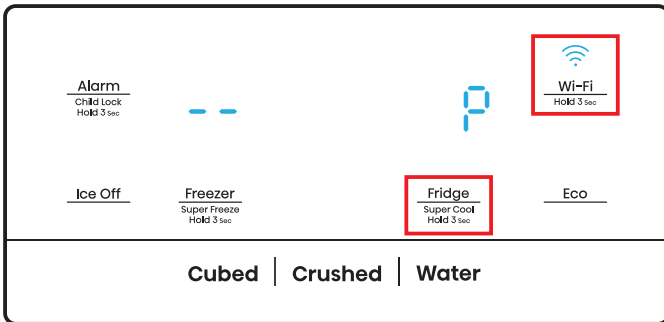 Alarm
Child Lock
Hold 3 Sec
--
P
Wi-Fi
Hold 3 Sec
Ice Off
Freezer
Super Freeze
Hold 3 Sec
Fridge
Super Cool
Hold 3 Sec
Eco
Cubed | Crushed | Water